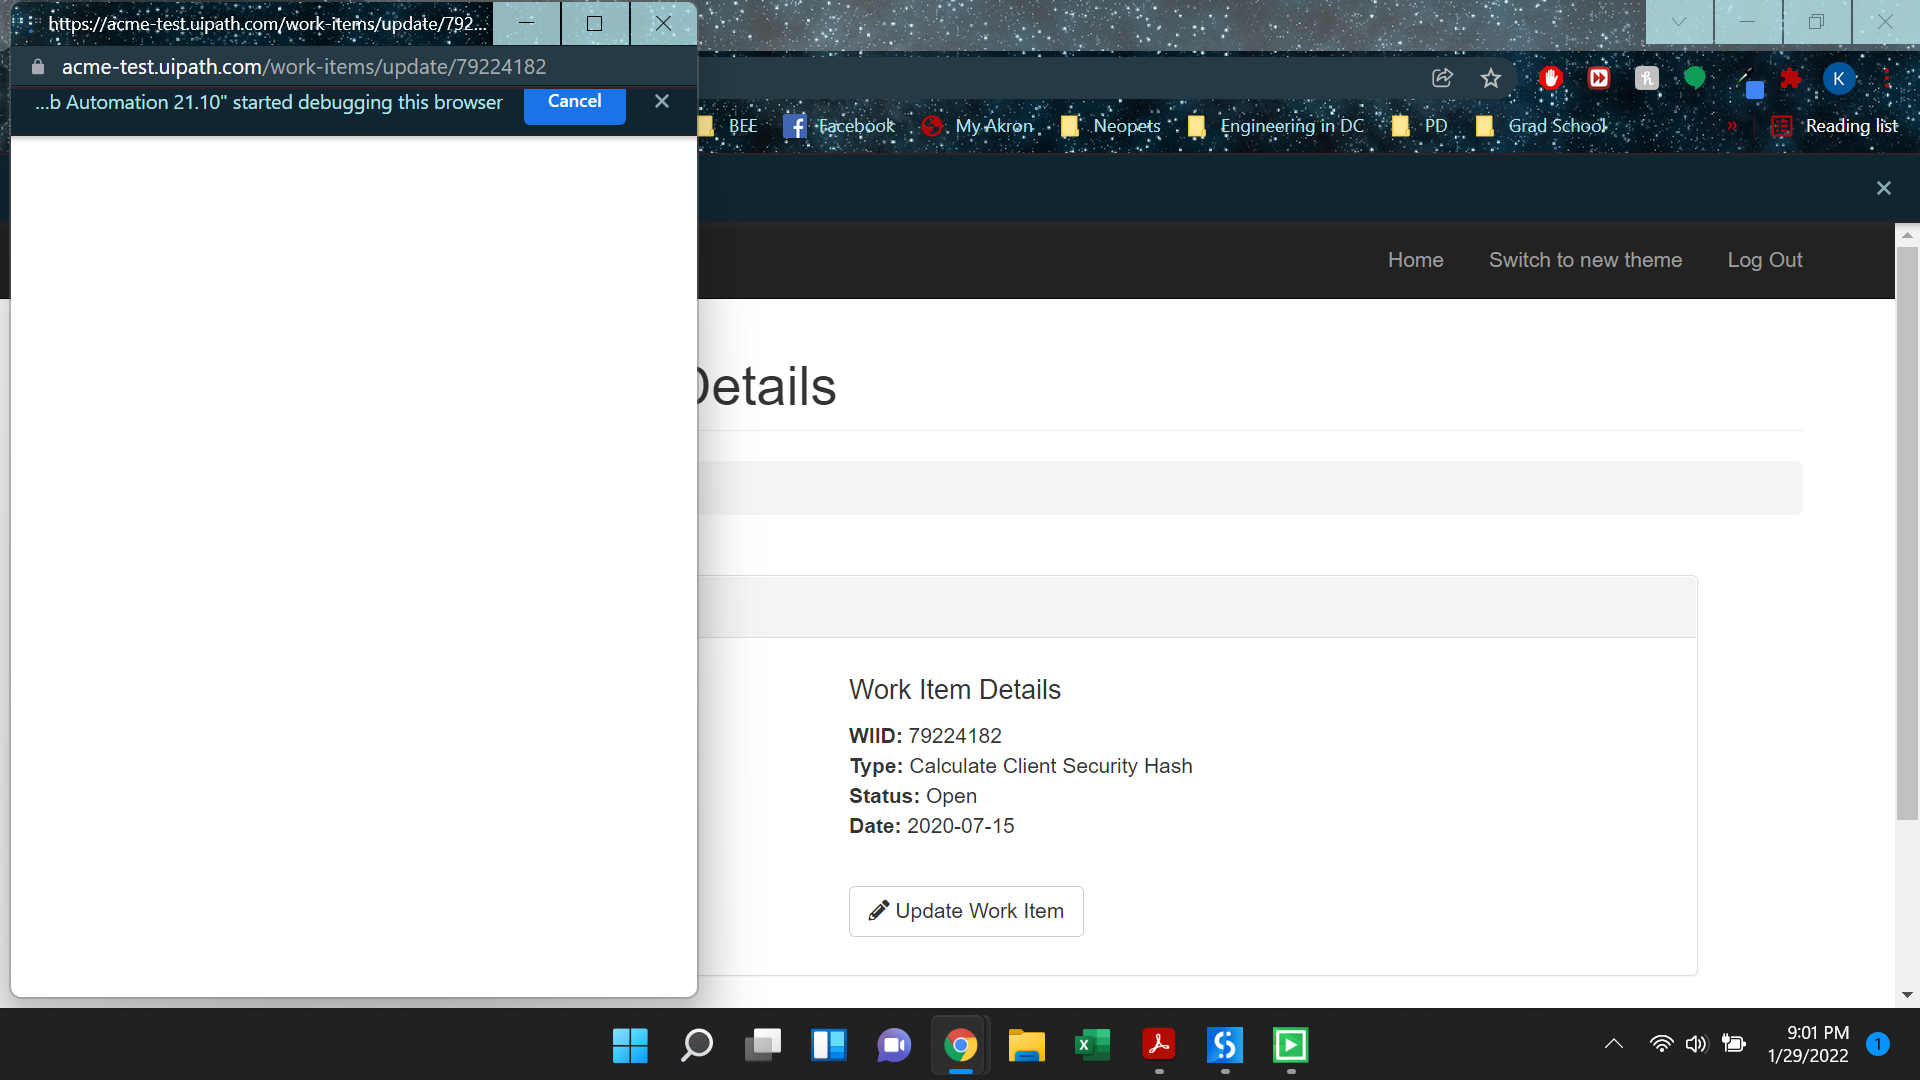 https://acme-test.uipath.com/work-items/update/792...
acme-test.uipath.com/work-items/update/79224182
...b Automation 21.10" started debugging this browser
Cancel
K
BEE
Facebook
My Akron
Neopets
Engineering in DC
PD
Grad School
»
Reading list
Home
Switch to new theme
Log Out
Details
Work Item Details
WIID: 79224182
Type: Calculate Client Security Hash
Status: Open
Date: 2020-07-15
Update Work Item
9:01 PM
1/29/2022
1